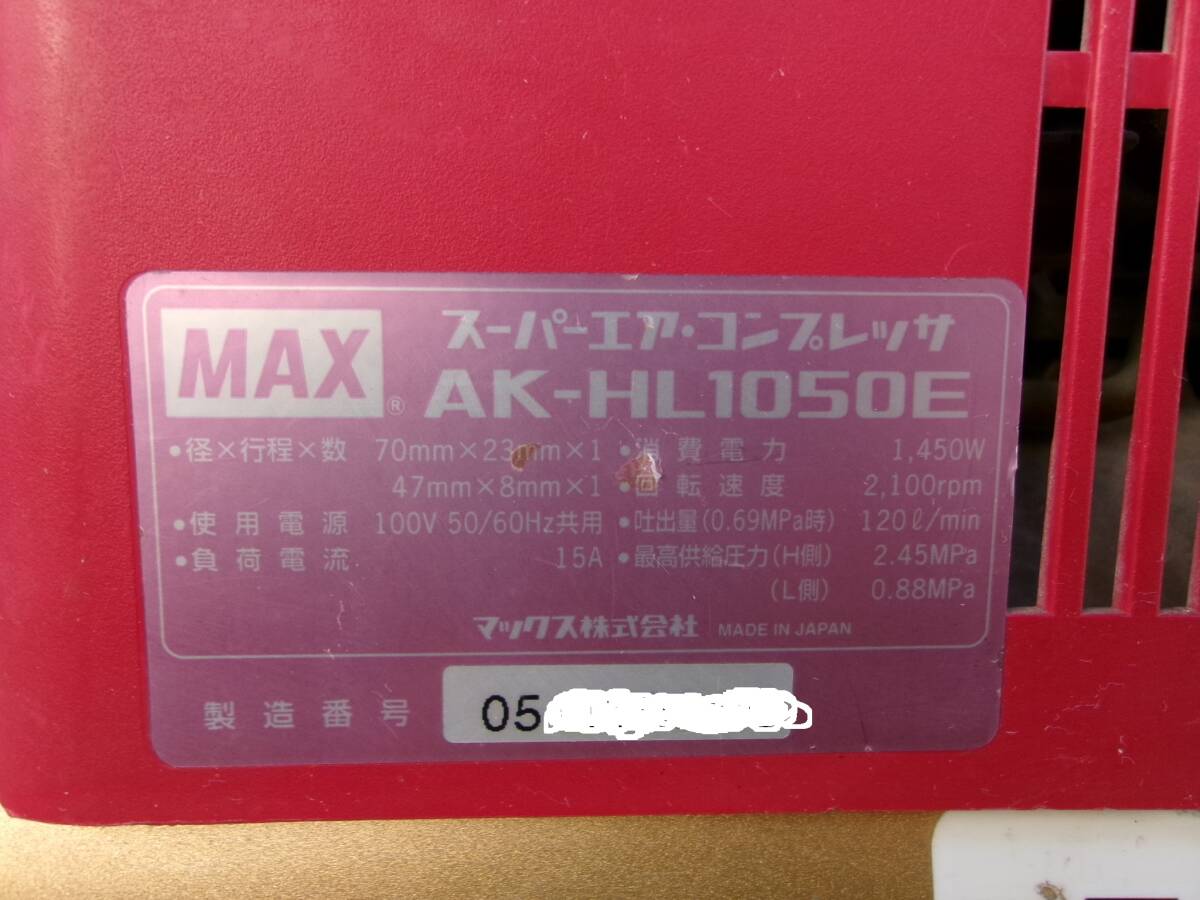 MAX®
スーパーエア・コンプレッサ
AK-HL1050E
•径×行程×数 70mm×23mm×1
47mm×8mm×1
•使用電源 100V 50/60Hz共用
•負荷電流 15A
•消費電力 1,450W
•回転速度 2,100rpm
•吐出量(0.69MPa時) 120ℓ/min
•最高供給圧力(H側) 2.45MPa
(L側) 0.88MPa
マックス株式会社 MADE IN JAPAN
製造番号 05